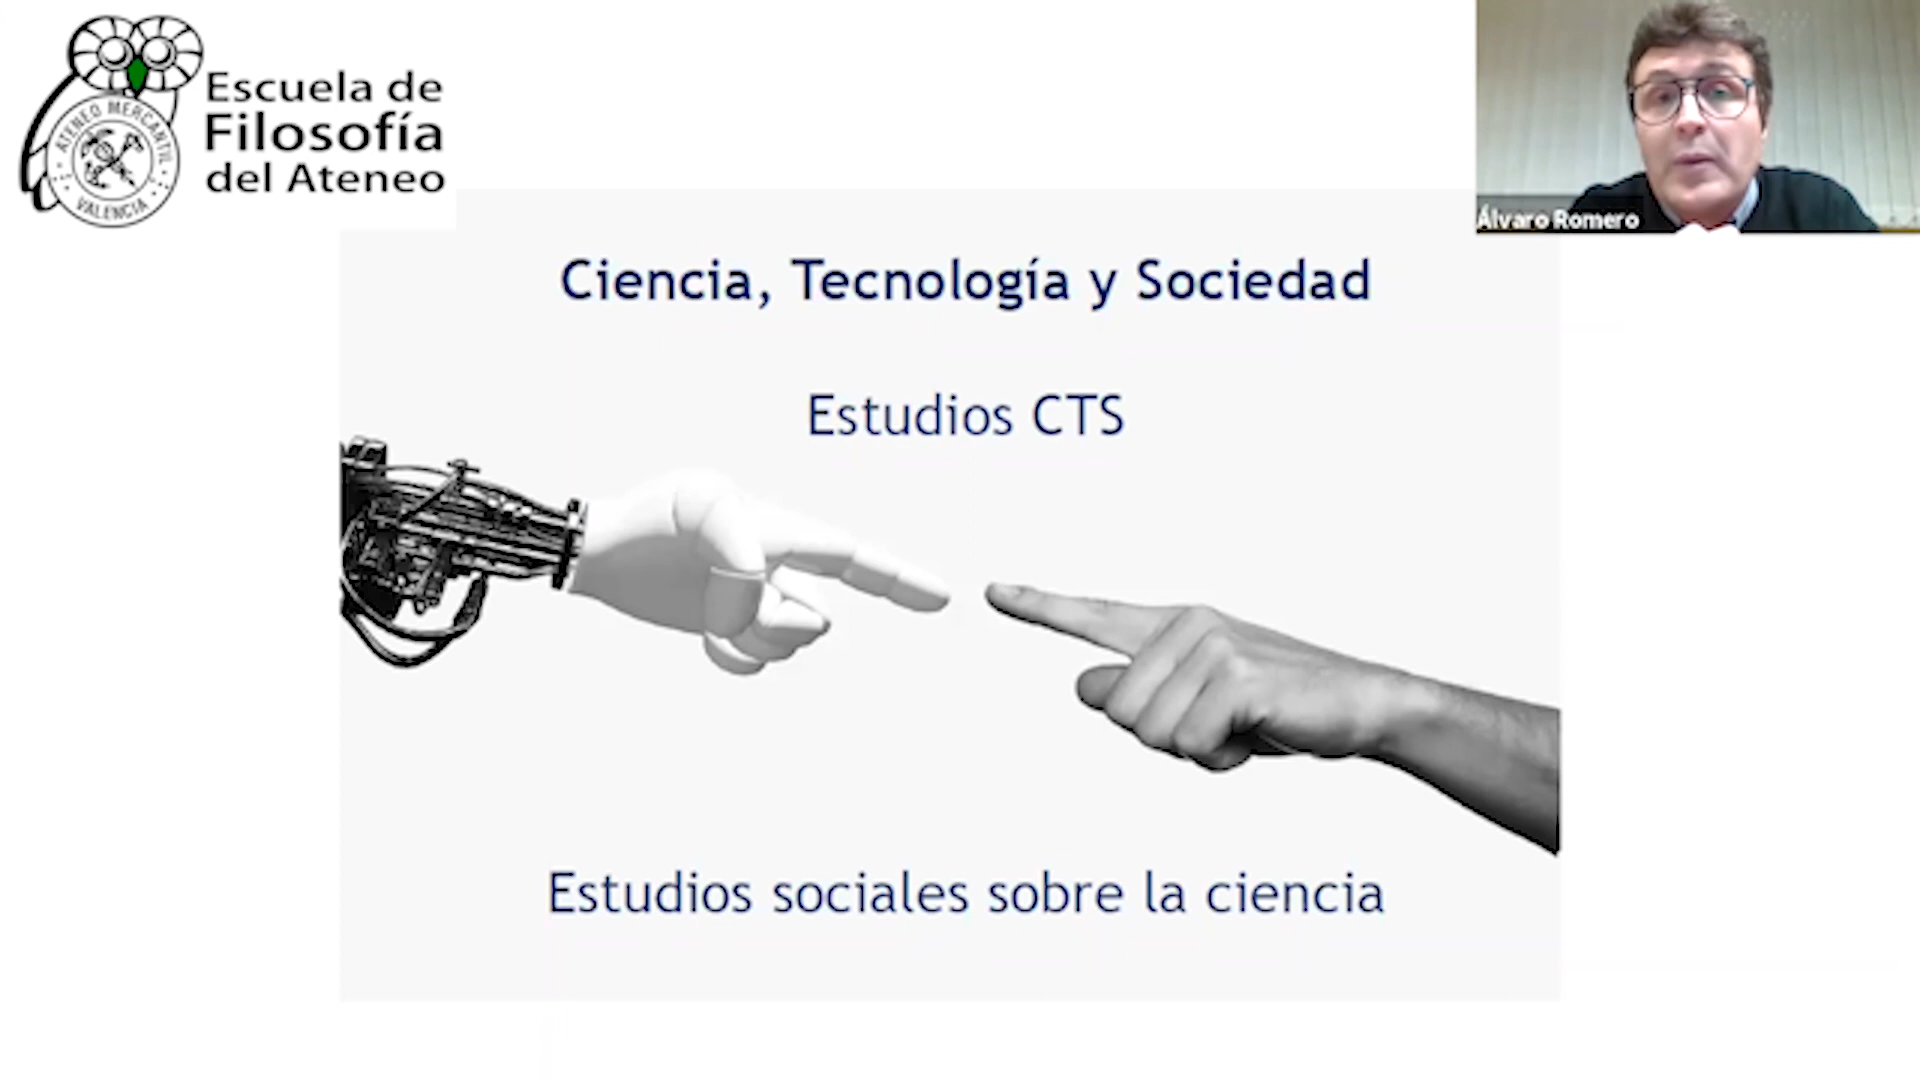 Escuela de
Filosofía
del Ateneo
ATENEO MERCANTIL
VALENCIA
Álvaro Romero
Ciencia, Tecnología y Sociedad
Estudios CTS
Estudios sociales sobre la ciencia